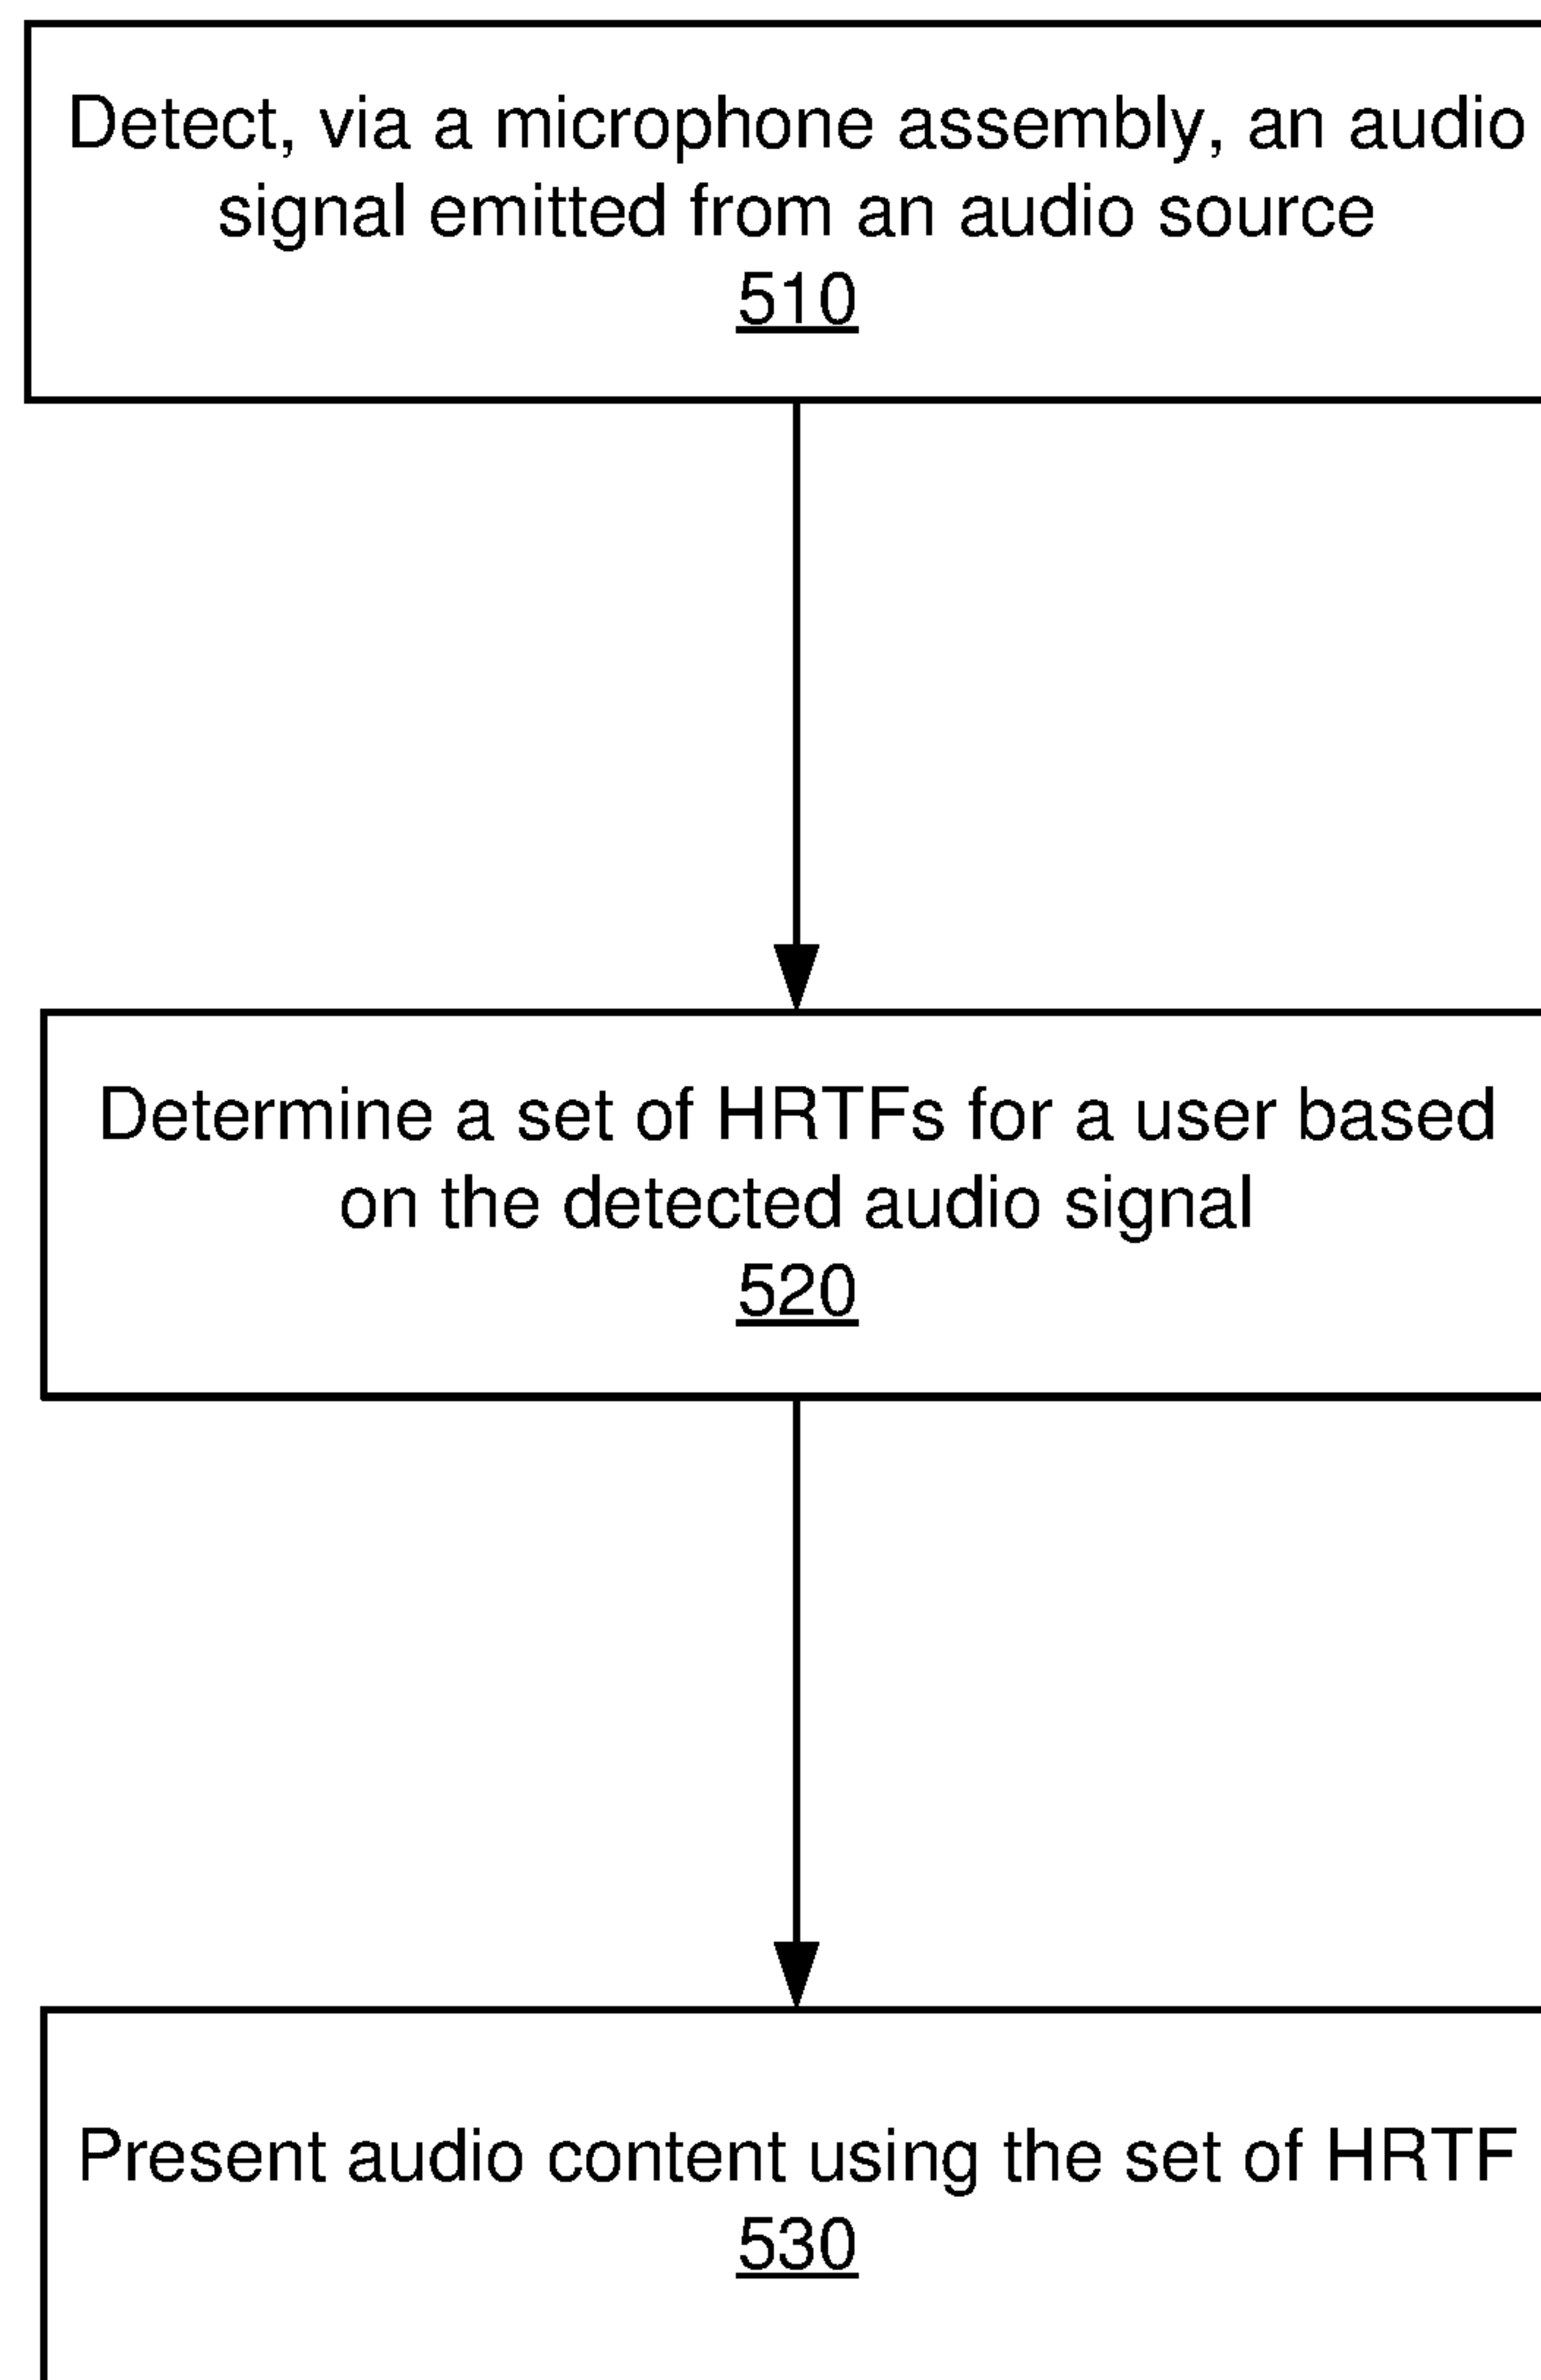 Detect, via a microphone assembly, an audio
signal emitted from an audio source
510
Determine a set of HRTFs for a user based
on the detected audio signal
520
Present audio content using the set of HRTF
530